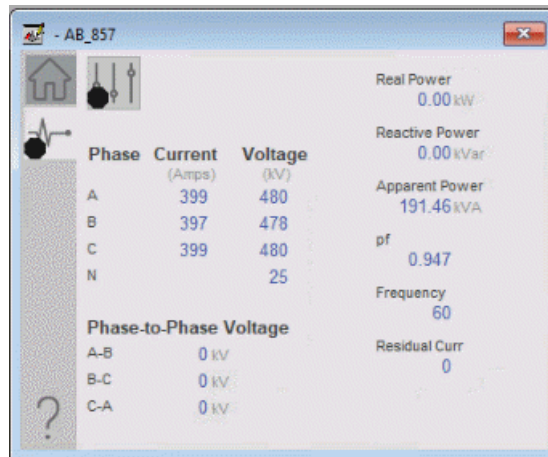 - AB_857
Phase Current Voltage
(Amps) (kV)
A 399 480
B 397 478
C 399 480
N 25
Phase-to-Phase Voltage
A-B 0 kV
B-C 0 kV
C-A 0 kV
?
Real Power
0.00 kW
Reactive Power
0.00 kVar
Apparent Power
191.46 kVA
pf
0.947
Frequency
60
Residual Curr
0